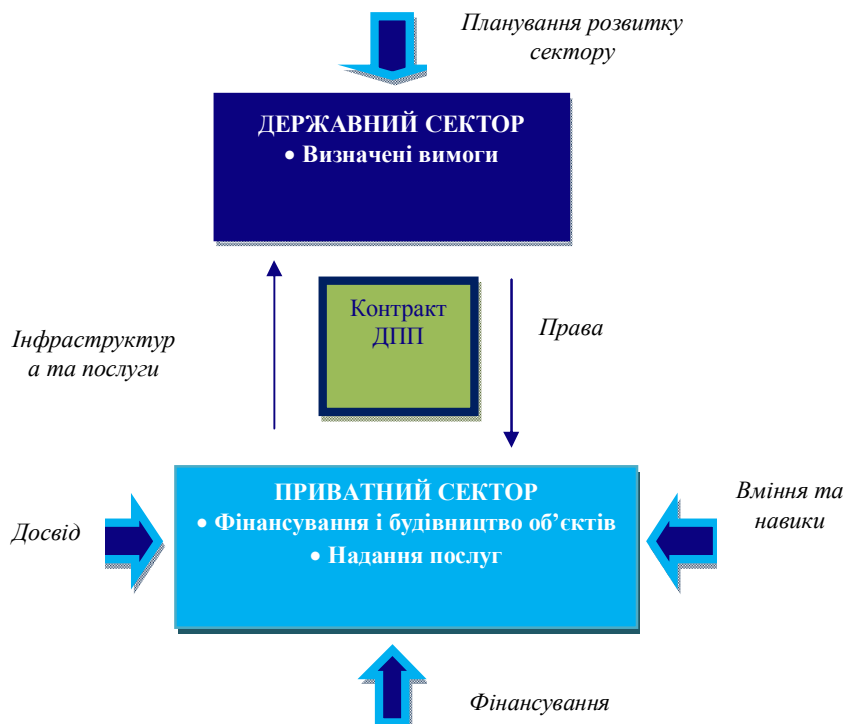 Планування розвитку
сектору
ДЕРЖАВНИЙ СЕКТОР
• Визначені вимоги
Контракт
ДПП
Інфраструктур
а та послуги
Права
ПРИВАТНИЙ СЕКТОР
• Фінансування і будівництво об’єктів
• Надання послуг
Досвід
Вміння та
навики
Фінансування